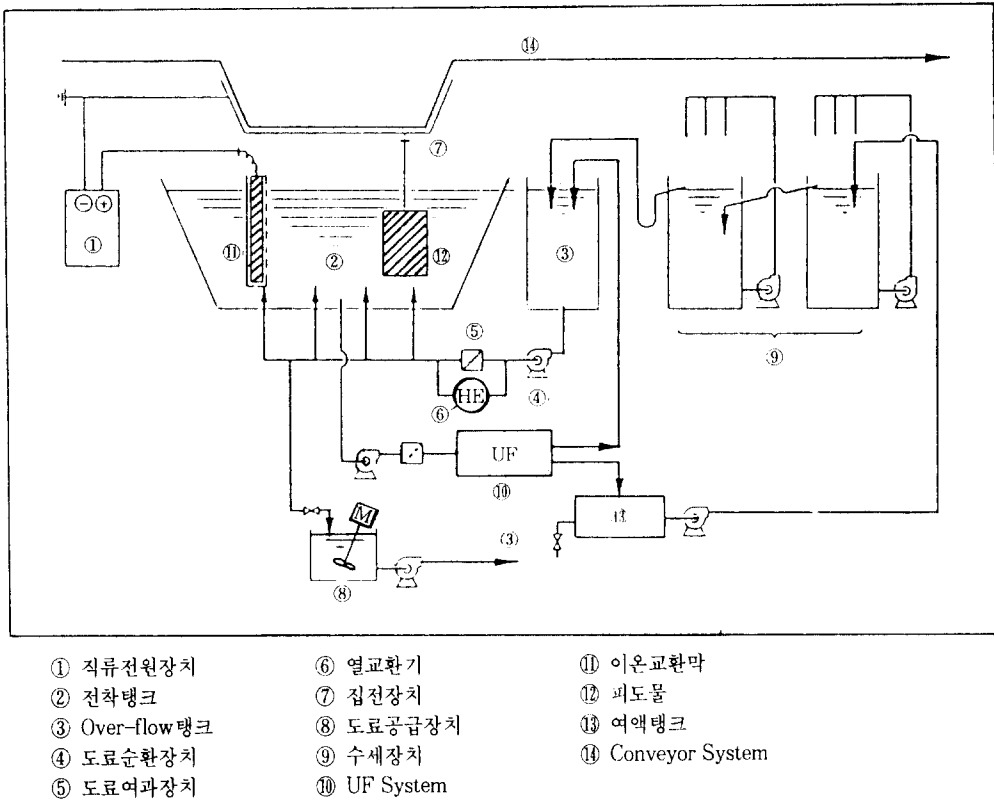 ⑭
⑦
⊖ ⊕
①
⑪
②
⑫
③
⑤
⑨
HE
⑥
④
UF
⑩
M
(3)
⑧
① 직류전원장치
② 전착탱크
③ Over-flow탱크
④ 도료순환장치
⑤ 도료여과장치
⑥ 열교환기
⑦ 집전장치
⑧ 도료공급장치
⑨ 수세장치
⑩ UF System
⑪ 이온교환막
⑫ 피도물
⑬ 여액탱크
⑭ Conveyor System